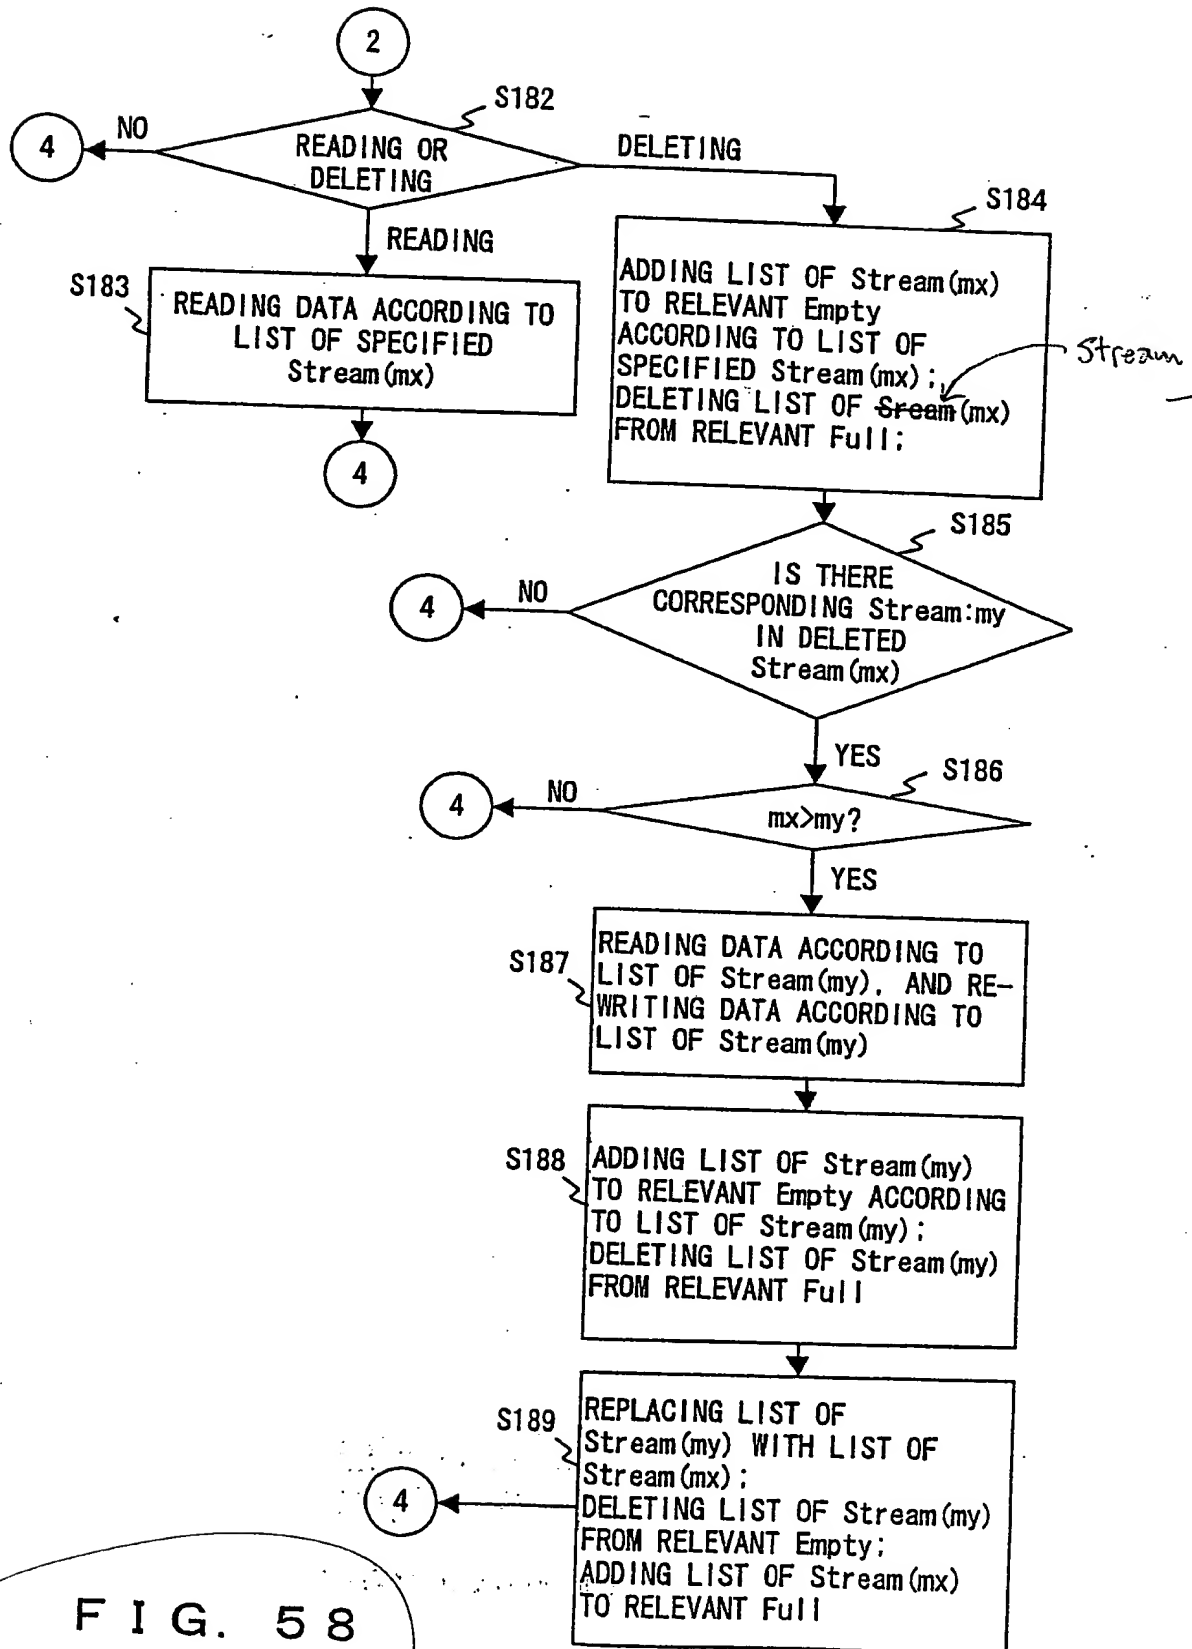 2
S182
4
NO
READING OR
DELETING
DELETING
READING
S183
READING DATA ACCORDING TO
LIST OF SPECIFIED
Stream(mx)
4
S184
ADDING LIST OF Stream(mx)
TO RELEVANT Empty
ACCORDING TO LIST OF
SPECIFIED Stream(mx);
DELETING LIST OF Sream(mx)
FROM RELEVANT Full;
Stream
S185
IS THERE
CORRESPONDING Stream:my
IN DELETED
Stream(mx)
NO
4
YES
S186
mx>my?
NO
4
YES
S187
READING DATA ACCORDING TO
LIST OF Stream(my), AND RE-
WRITING DATA ACCORDING TO
LIST OF Stream(my)
S188
ADDING LIST OF Stream(my)
TO RELEVANT Empty ACCORDING
TO LIST OF Stream(my);
DELETING LIST OF Stream(my)
FROM RELEVANT Full
S189
REPLACING LIST OF
Stream(my) WITH LIST OF
Stream(mx);
DELETING LIST OF Stream(my)
FROM RELEVANT Empty;
ADDING LIST OF Stream(mx)
TO RELEVANT Full
4
FIG. 58